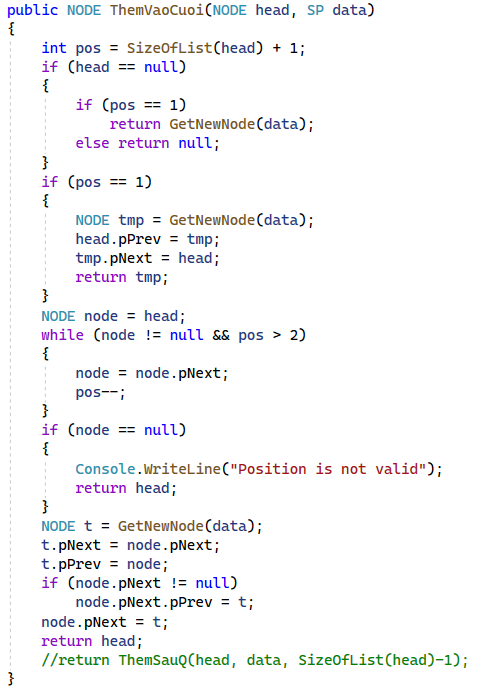 public NODE ThemVaoCuoi(NODE head, SP data)
{
    int pos = SizeOfList(head) + 1;
    if (head == null)
    {
        if (pos == 1)
            return GetNewNode(data);
        else return null;
    }
    if (pos == 1)
    {
        NODE tmp = GetNewNode(data);
        head.pPrev = tmp;
        tmp.pNext = head;
        return tmp;
    }
    NODE node = head;
    while (node != null && pos > 2)
    {
        node = node.pNext;
        pos--;
    }
    if (node == null)
    {
        Console.WriteLine("Position is not valid");
        return head;
    }
    NODE t = GetNewNode(data);
    t.pNext = node.pNext;
    t.pPrev = node;
    if (node.pNext != null)
        node.pNext.pPrev = t;
    node.pNext = t;
    return head;
    //return ThemSauQ(head, data, SizeOfList(head)-1);
}